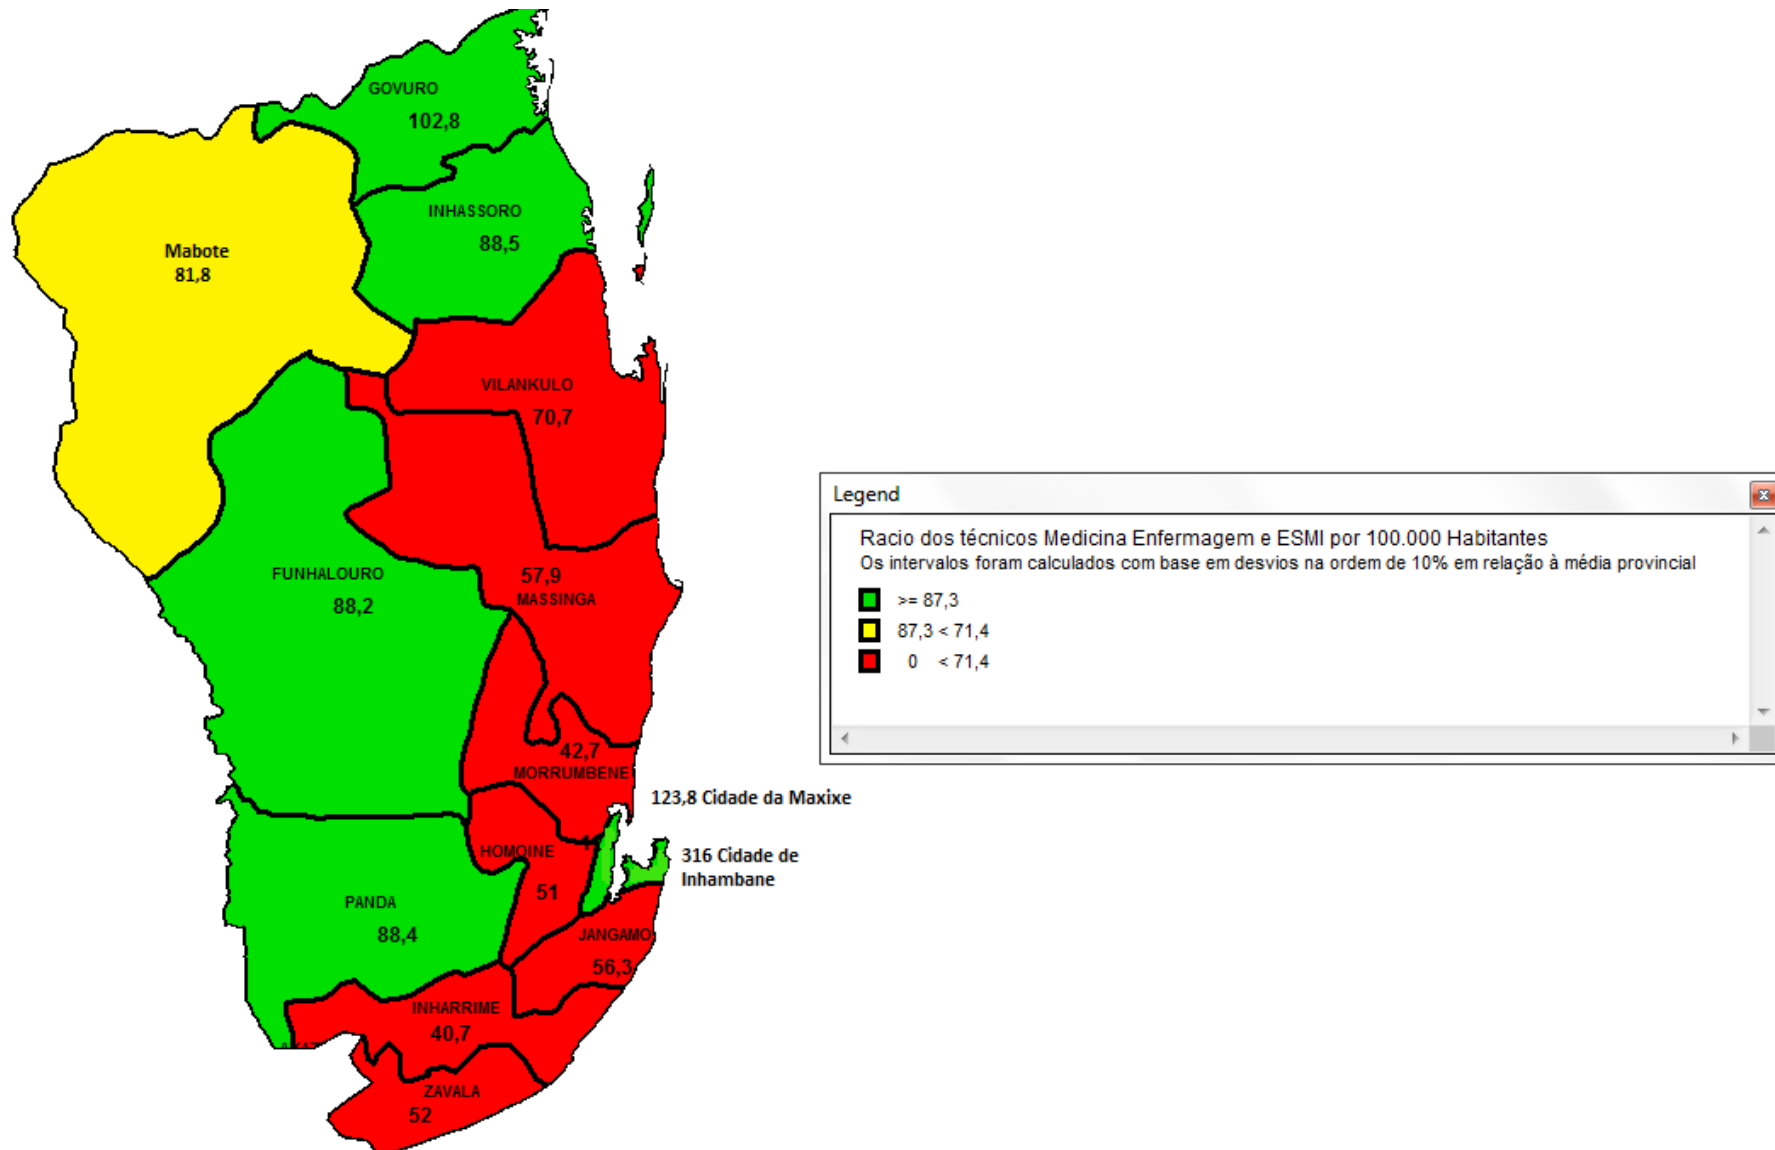 GOVURO
102,8
INHASSORO
88,5
Mabote
81,8
VILANKULO
70,7
FUNHALOURO
88,2
57,9
MASSINGA
42,7
MORRUMBENE
123,8 Cidade da Maxixe
HOMOINE
51
316 Cidade de
Inhambane
PANDA
88,4
JANGAMO
56,3
INHARRIME
40,7
ZAVALA
52
Legend
Racio dos técnicos Medicina Enfermagem e ESMI por 100.000 Habitantes
Os intervalos foram calculados com base em desvios na ordem de 10% em relação à média provincial
>= 87,3
87,3 < 71,4
0 < 71,4